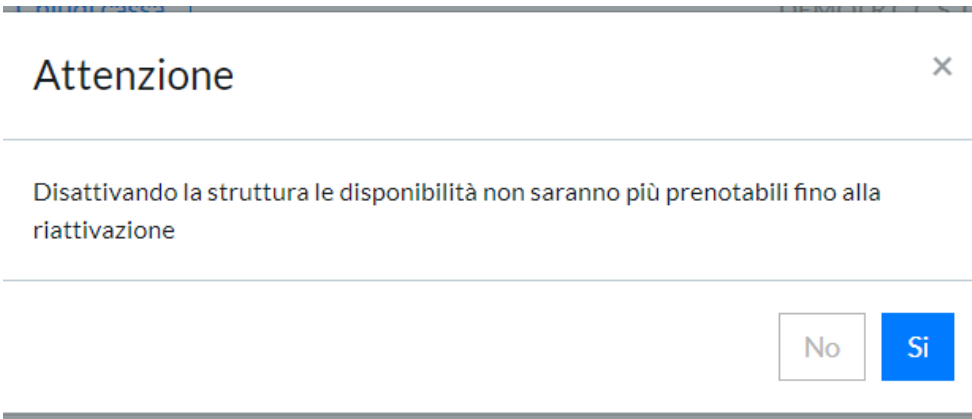 Attenzione
×
Disattivando la struttura le disponibilità non saranno più prenotabili fino alla
riattivazione
No
Si